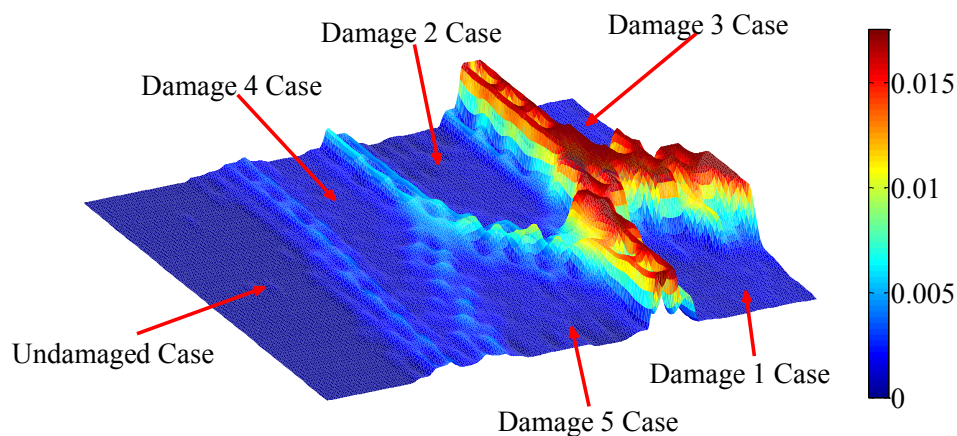 Damage 3 Case
Damage 2 Case
Damage 4 Case
Undamaged Case
Damage 5 Case
Damage 1 Case
0.015
0.01
0.005
0